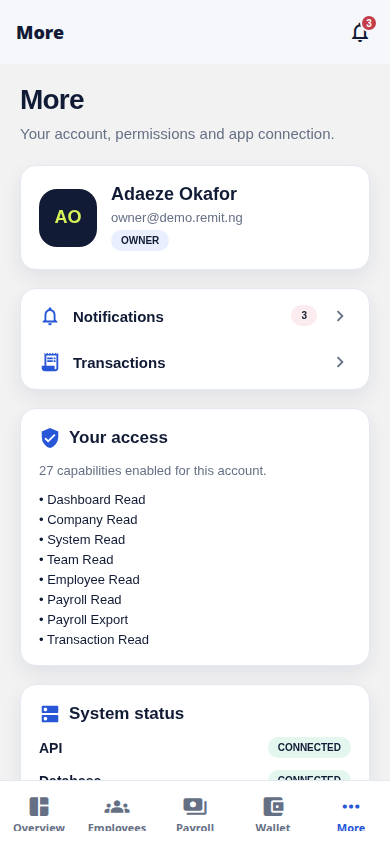 More
3
More
Your account, permissions and app connection.
AO
Adaeze Okafor
owner@demo.remit.ng
OWNER
Notifications
3
Transactions
Your access
27 capabilities enabled for this account.
• Dashboard Read
• Company Read
• System Read
• Team Read
• Employee Read
• Payroll Read
• Payroll Export
• Transaction Read
System status
API
CONNECTED
Database
CONNECTED
Overview
Employees
Payroll
Wallet
More